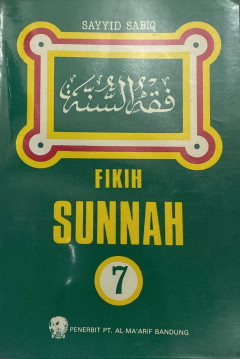 SAYYID SABIQ
فقه السنة
FIKIH
SUNNAH
7
PENERBIT PT. AL-MA'ARIF BANDUNG